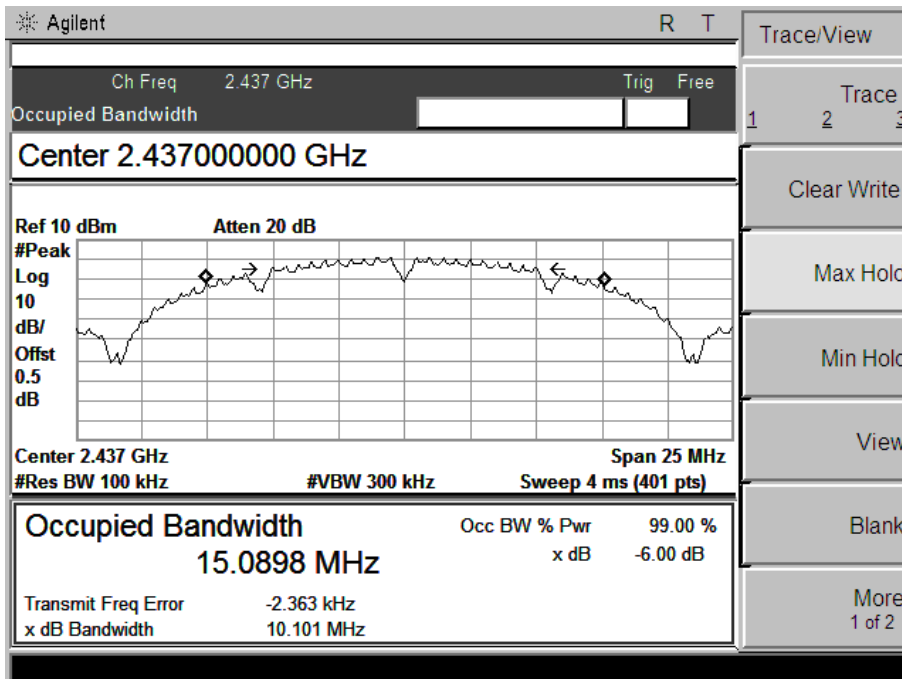 Agilent R T
Ch Freq 2.437 GHz Trig Free
Occupied Bandwidth
Center 2.437000000 GHz
Ref 10 dBm Atten 20 dB
#Peak
Log
10
dB/
Offst
0.5
dB
Center 2.437 GHz Span 25 MHz
#Res BW 100 kHz #VBW 300 kHz Sweep 4 ms (401 pts)
Occupied Bandwidth Occ BW % Pwr 99.00 %
15.0898 MHz x dB -6.00 dB
Transmit Freq Error -2.363 kHz
x dB Bandwidth 10.101 MHz
Trace/View
Trace
1 2 3
Clear Write
Max Hold
Min Hold
View
Blank
More
1 of 2